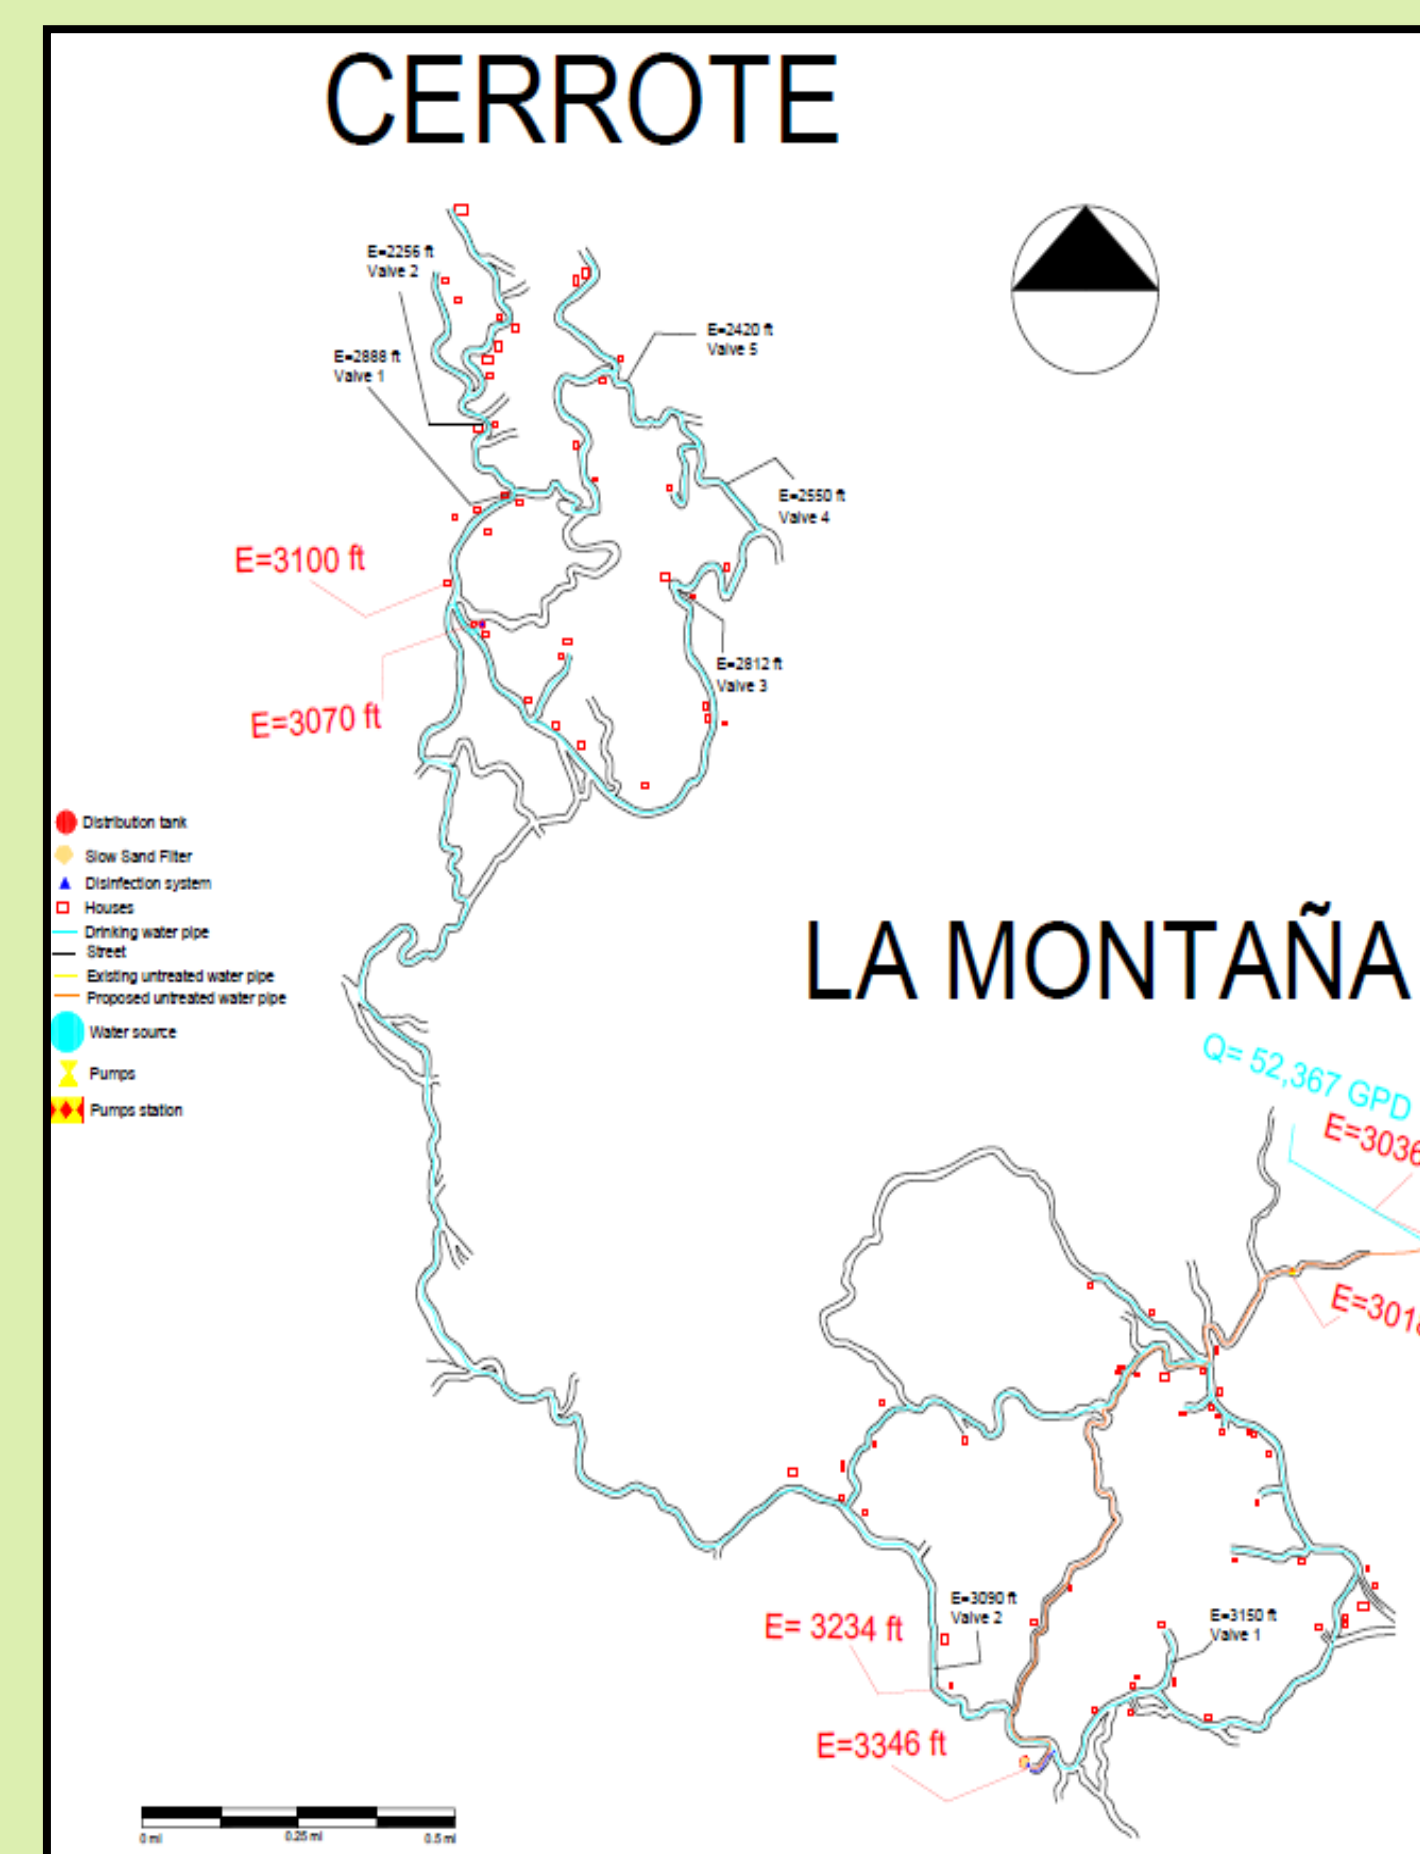 CERROTE
E=2256 ft
Valve 2
E=2420 ft
Valve 5
E=2888 ft
Valve 1
E=2550 ft
Valve 4
E=3100 ft
E=2812 ft
Valve 3
E=3070 ft
Distribution tank
Slow Sand Filter
Disinfection system
Houses
Drinking water pipe
Street
Existing untreated water pipe
Proposed untreated water pipe
Water source
Pumps
Pumps station
LA MONTAÑA
Q= 52,367 GPD
E=3036
E=3018
E=3090 ft
Valve 2
E=3150 ft
Valve 1
E= 3234 ft
E=3346 ft
0 mi
0.25 mi
0.5 mi